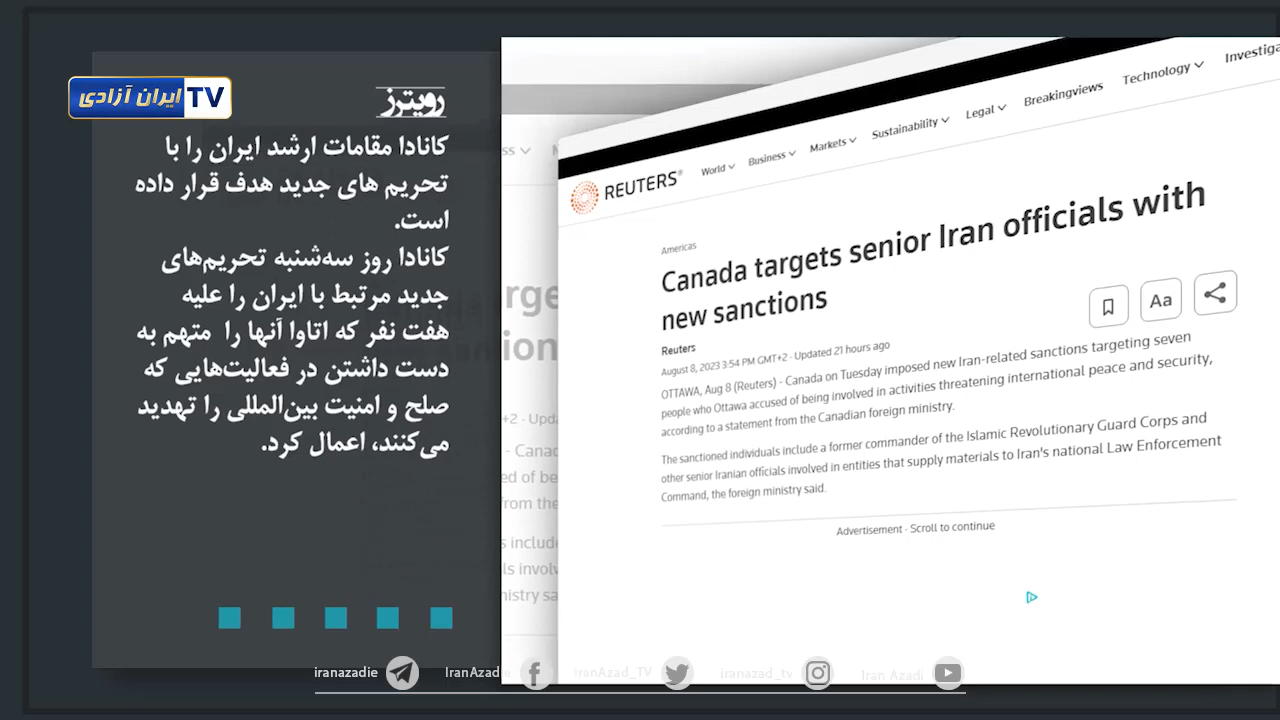 TV ایران آزادی
رویترز
کانادا مقامات ارشد ایران را با
تحریم های جدید هدف قرار داده
است.
کانادا روز سه‌شنبه تحریم‌های
جدید مرتبط با ایران را علیه
هفت نفر که اتاوا آنها را متهم به
دست داشتن در فعالیت‌هایی که
صلح و امنیت بین‌المللی را تهدید
می‌کنند، اعمال کرد.
REUTERS®
World
Business
Markets
Sustainability
Legal
Breakingviews
Technology
Americas
Canada targets senior Iran officials with
new sanctions
Aa
Reuters
August 8, 2023 3:54 PM GMT+2 · Updated 21 hours ago
OTTAWA, Aug 8 (Reuters) - Canada on Tuesday imposed new Iran-related sanctions targeting seven
people who Ottawa accused of being involved in activities threatening international peace and security,
according to a statement from the Canadian foreign ministry.
The sanctioned individuals include a former commander of the Islamic Revolutionary Guard Corps and
other senior Iranian officials involved in entities that supply materials to Iran's national Law Enforcement
Command, the foreign ministry said.
Advertisement · Scroll to continue
iranazadie
IranAzadie
IranAzad_TV
iranazad_tv
Iran Azadi